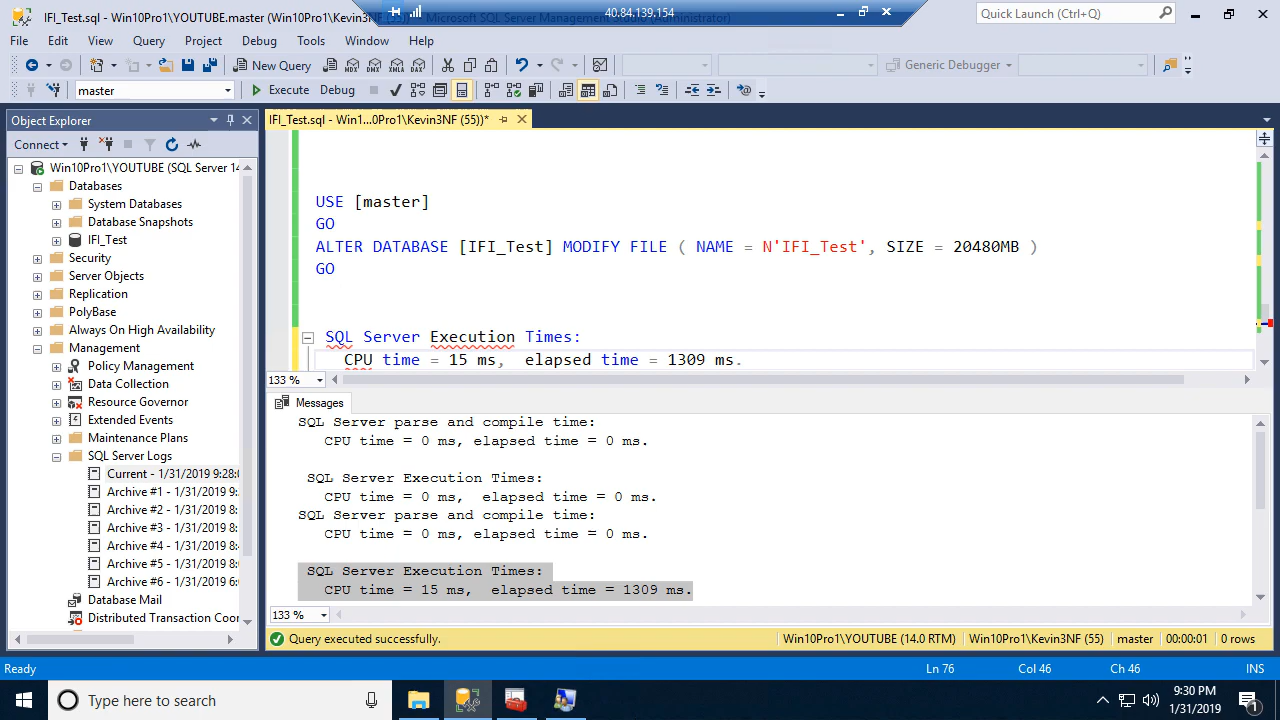 IFI_Test.sql - Win10Pro1\YOUTUBE.master (Win10Pro1\Kevin3NF (55))* - Microsoft SQL Server Management Studio (Administrator)
40.84.139.154
Quick Launch (Ctrl+Q)
File Edit View Query Project Debug Tools Window Help
New Query MDX DMX XMLA DAX Generic Debugger
master Execute Debug
Object Explorer
IFI_Test.sql - Win1...0Pro1\Kevin3NF (55))*
Connect
Win10Pro1\YOUTUBE (SQL Server 14
Databases
System Databases
Database Snapshots
IFI_Test
Security
Server Objects
Replication
PolyBase
Always On High Availability
Management
Policy Management
Data Collection
Resource Governor
Extended Events
Maintenance Plans
SQL Server Logs
Current - 1/31/2019 9:28:
Archive #1 - 1/31/2019 9:
Archive #2 - 1/31/2019 9:
Archive #3 - 1/31/2019 8:
Archive #4 - 1/31/2019 8:
Archive #5 - 1/31/2019 8:
Archive #6 - 1/31/2019 6:
Database Mail
Distributed Transaction Coor
USE [master]
GO
ALTER DATABASE [IFI_Test] MODIFY FILE ( NAME = N'IFI_Test', SIZE = 20480MB )
GO
SQL Server Execution Times:
CPU time = 15 ms,  elapsed time = 1309 ms.
133 %
Messages
SQL Server parse and compile time:
CPU time = 0 ms, elapsed time = 0 ms.
SQL Server Execution Times:
CPU time = 0 ms,  elapsed time = 0 ms.
SQL Server parse and compile time:
CPU time = 0 ms, elapsed time = 0 ms.
SQL Server Execution Times:
CPU time = 15 ms,  elapsed time = 1309 ms.
133 %
Query executed successfully. Win10Pro1\YOUTUBE (14.0 RTM) Win10Pro1\Kevin3NF (55) master 00:00:01 0 rows
Ready Ln 76 Col 46 Ch 46 INS
Type here to search
9:30 PM
1/31/2019
1